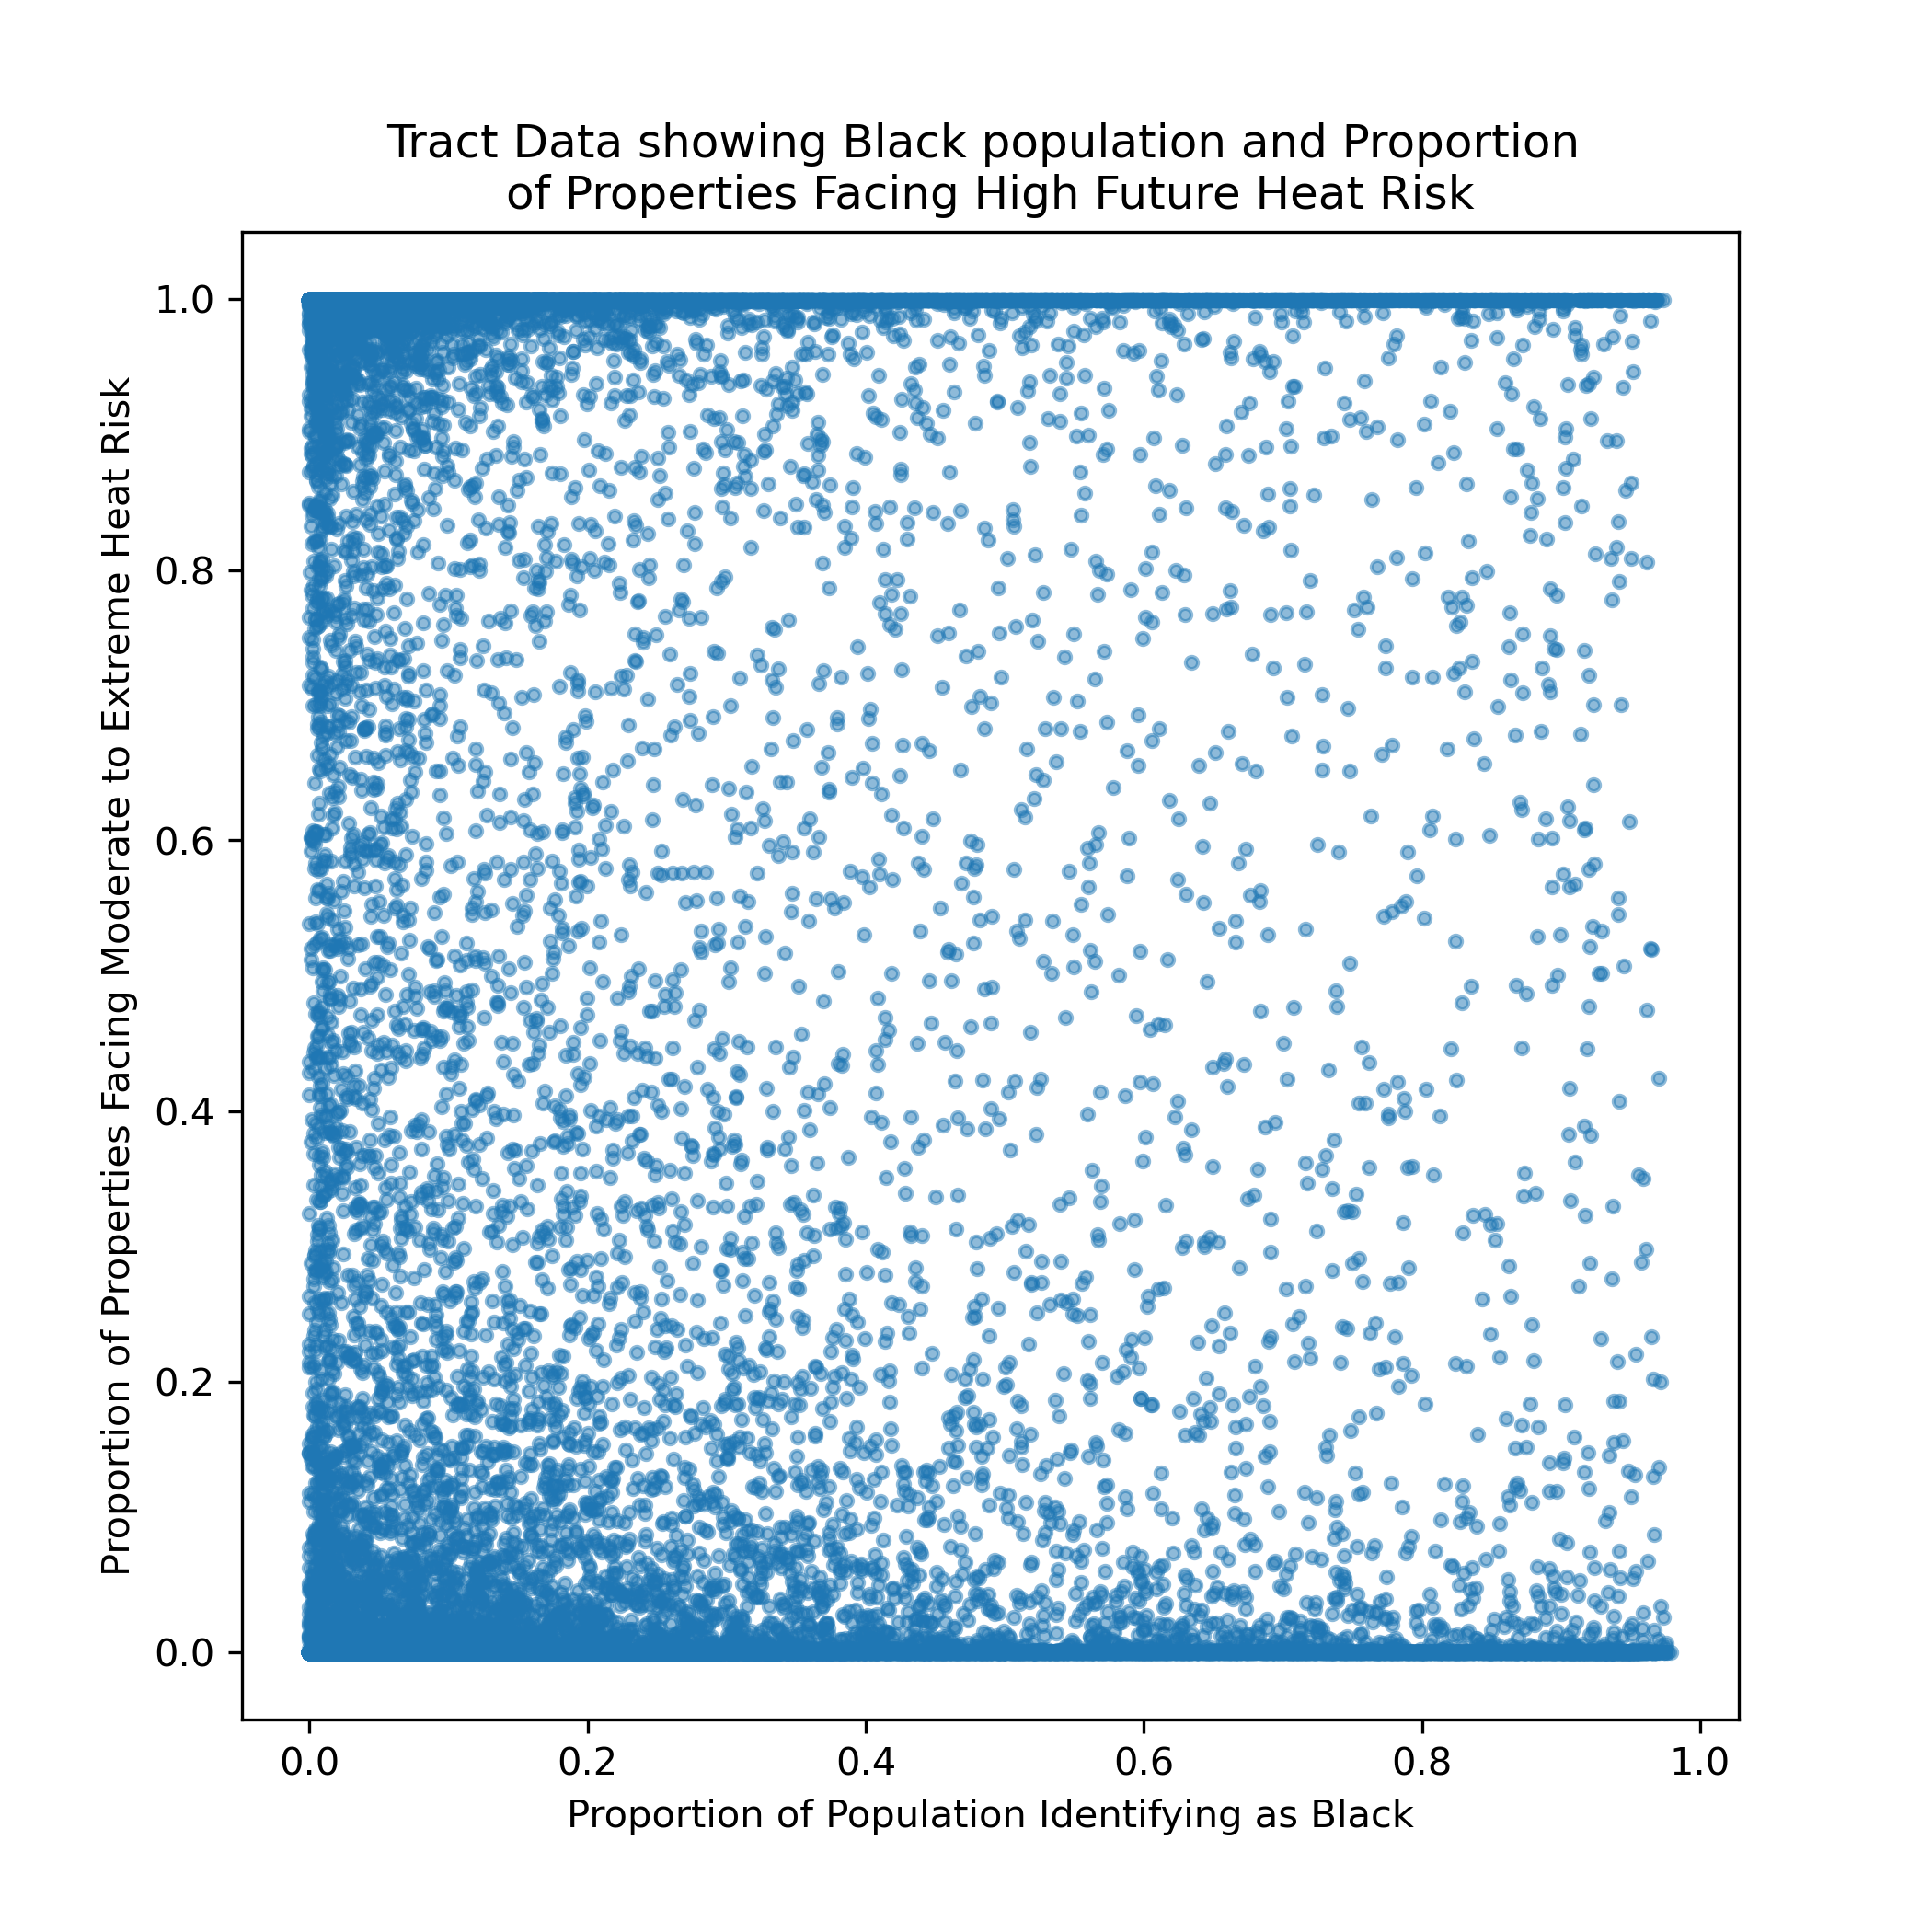 Tract Data showing Black population and Proportion
of Properties Facing High Future Heat Risk
Proportion of Properties Facing Moderate to Extreme Heat Risk
1.0
0.8
0.6
0.4
0.2
0.0
0.0 0.2 0.4 0.6 0.8 1.0
Proportion of Population Identifying as Black